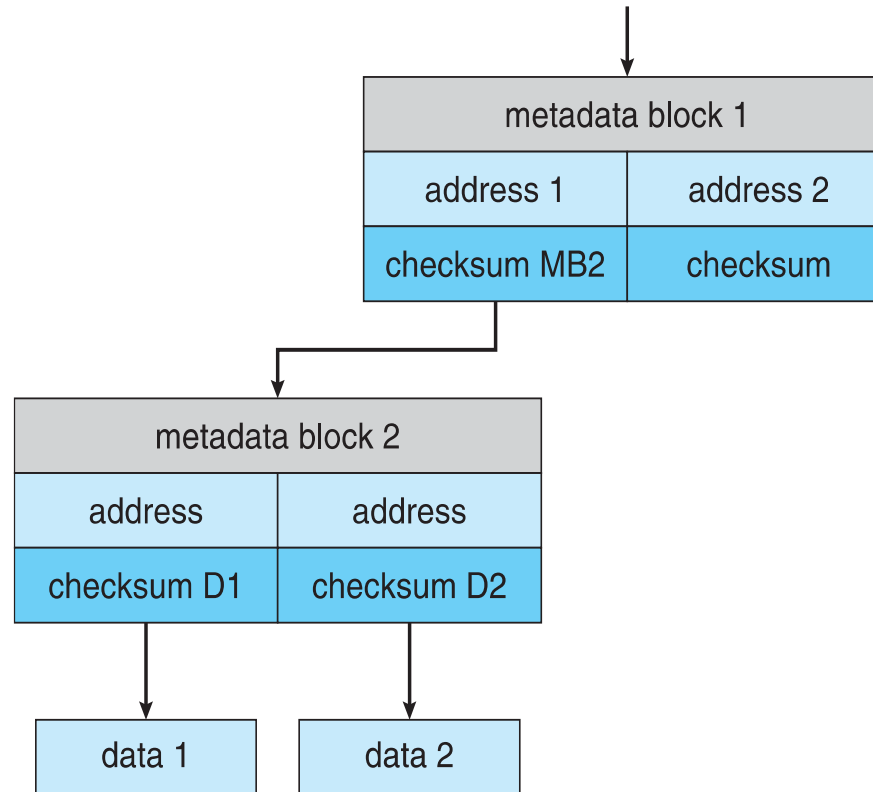 metadata block 1
address 1 address 2
checksum MB2 checksum
metadata block 2
address address
checksum D1 checksum D2
data 1 data 2